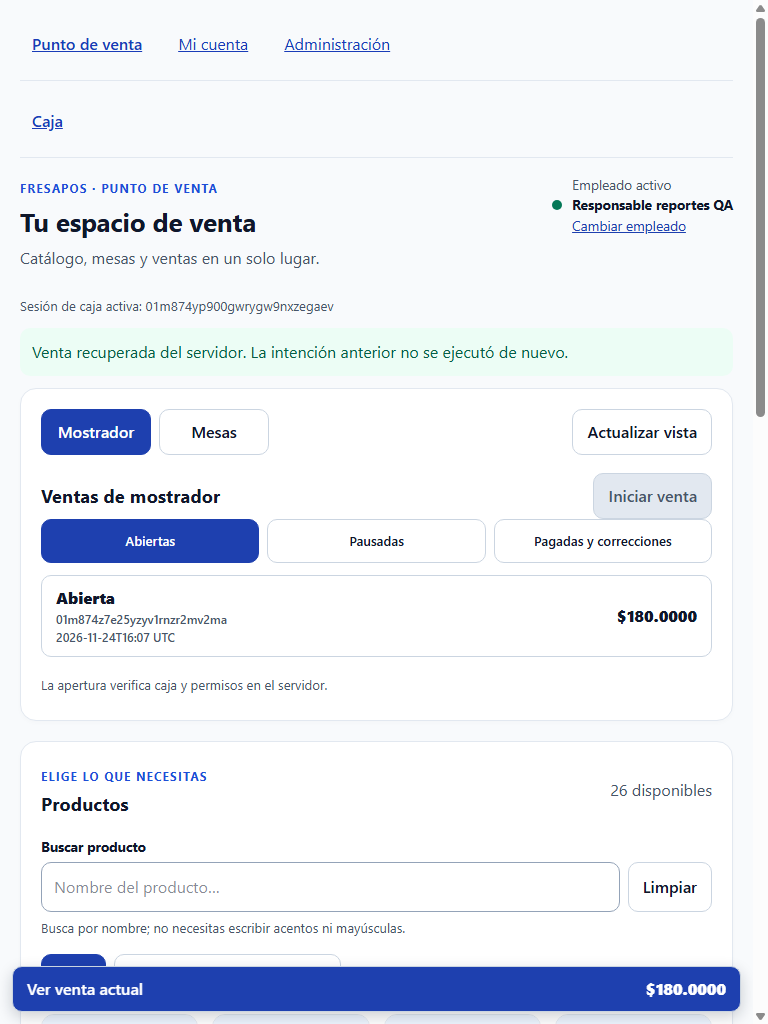 Punto de venta Mi cuenta Administración
Caja
FRESAPOS · PUNTO DE VENTA
Tu espacio de venta
Catálogo, mesas y ventas en un solo lugar.
Empleado activo
Responsable reportes QA
Cambiar empleado
Sesión de caja activa: 01m874yp900gwrygw9nxzegaev
Venta recuperada del servidor. La intención anterior no se ejecutó de nuevo.
Mostrador Mesas Actualizar vista
Ventas de mostrador Iniciar venta
Abiertas Pausadas Pagadas y correcciones
Abierta
01m874z7e25yzyv1rnzr2mv2ma
2026-11-24T16:07 UTC
$180.0000
La apertura verifica caja y permisos en el servidor.
ELIGE LO QUE NECESITAS
Productos
26 disponibles
Buscar producto
Nombre del producto... Limpiar
Busca por nombre; no necesitas escribir acentos ni mayúsculas.
Ver venta actual $180.0000